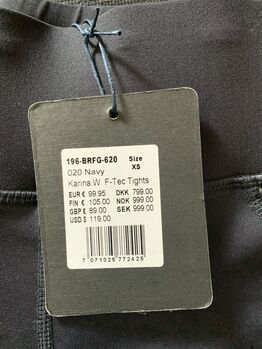 196-BRFG-620 Size
020 Navy XS
Karina W. F-Tec Tights
EUR € 99.95 DKK 799.00
FIN € 105.00 NOK 999.00
GBP £ 89.00 SEK 999.00
USD $ 119.00
7 071325 772425